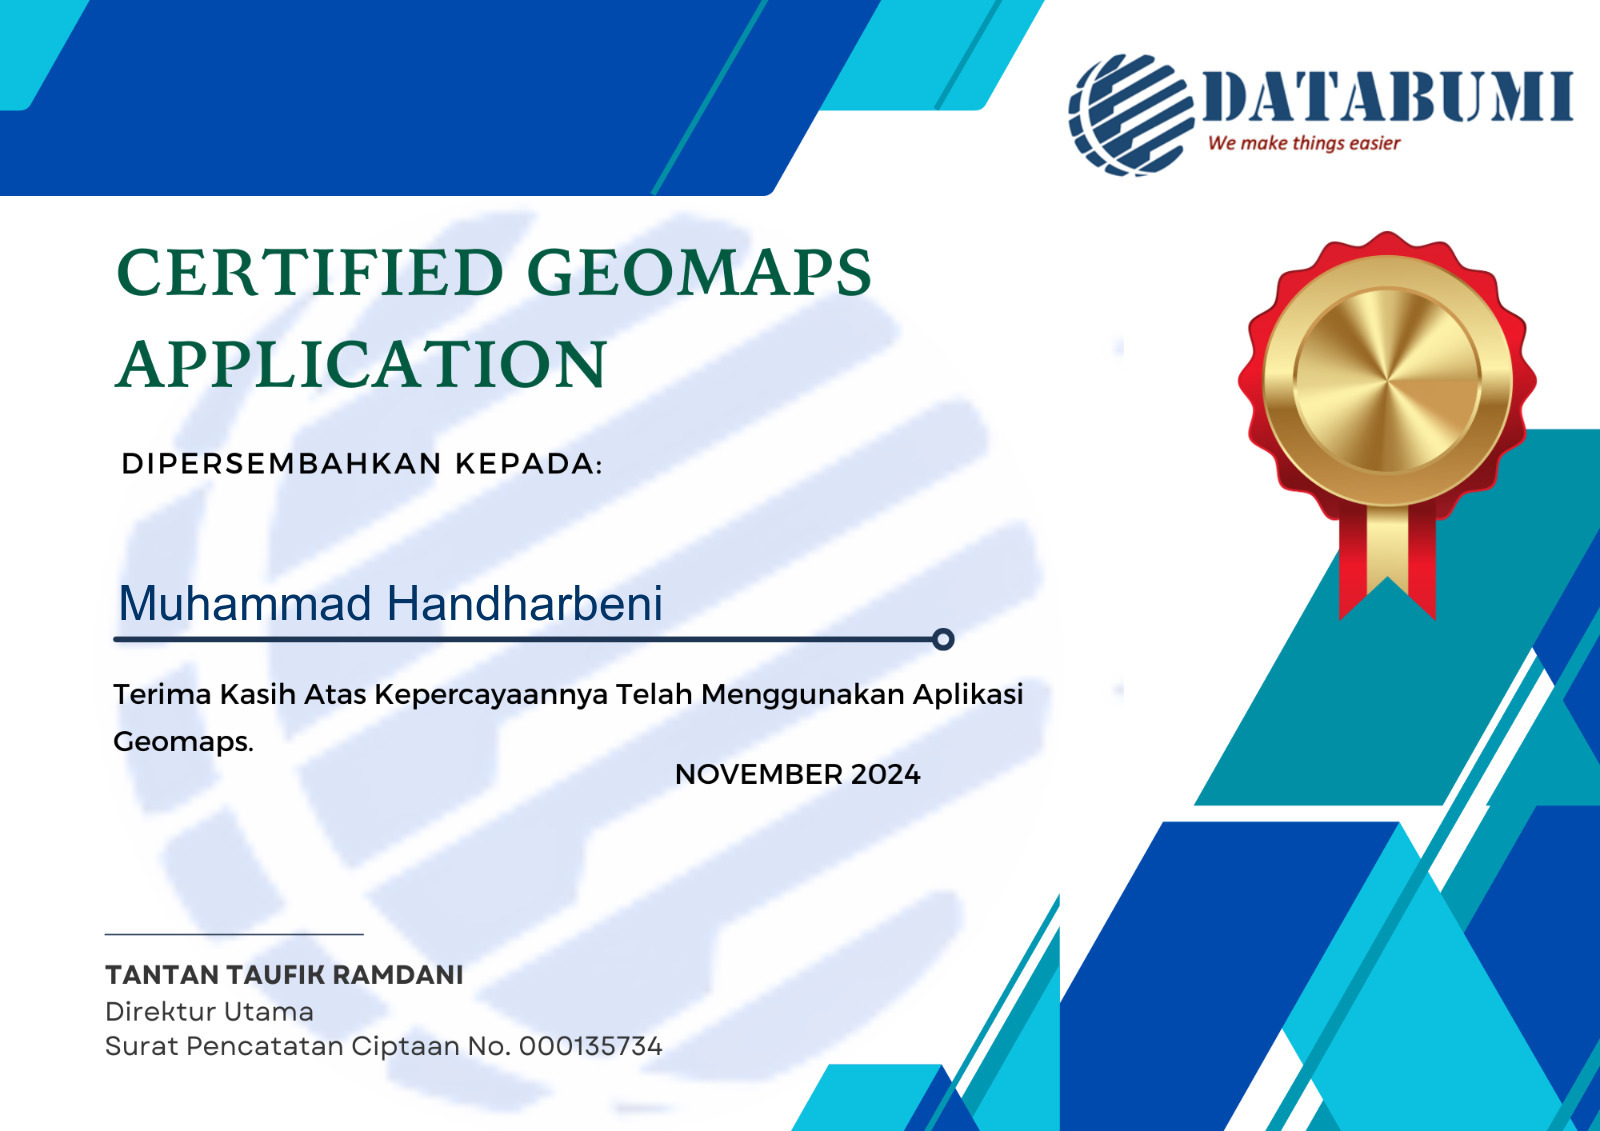 DATABUMI
We make things easier
CERTIFIED GEOMAPS
APPLICATION
DIPERSEMBAHKAN KEPADA:
Muhammad Handharbeni
Terima Kasih Atas Kepercayaannya Telah Menggunakan Aplikasi
Geomaps.
NOVEMBER 2024
TANTAN TAUFIK RAMDANI
Direktur Utama
Surat Pencatatan Ciptaan No. 000135734